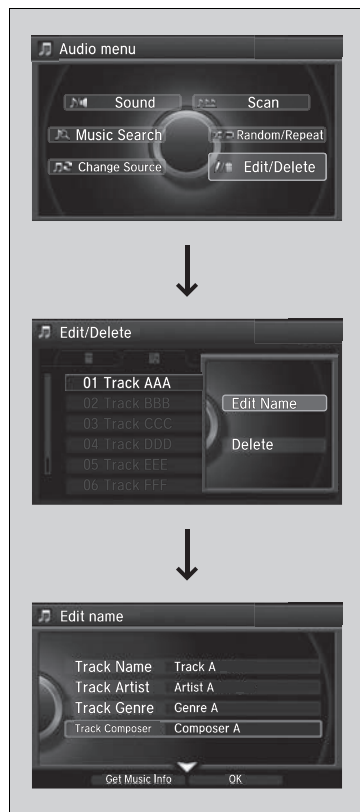 Audio menu
Sound
Scan
Music Search
Random/Repeat
Change Source
Edit/Delete
Edit/Delete
01 Track AAA
02 Track BBB
03 Track CCC
04 Track DDD
05 Track EEE
06 Track FFF
Edit Name
Delete
Edit name
Track Name Track A
Track Artist Artist A
Track Genre Genre A
Track Composer Composer A
Get Music Info OK